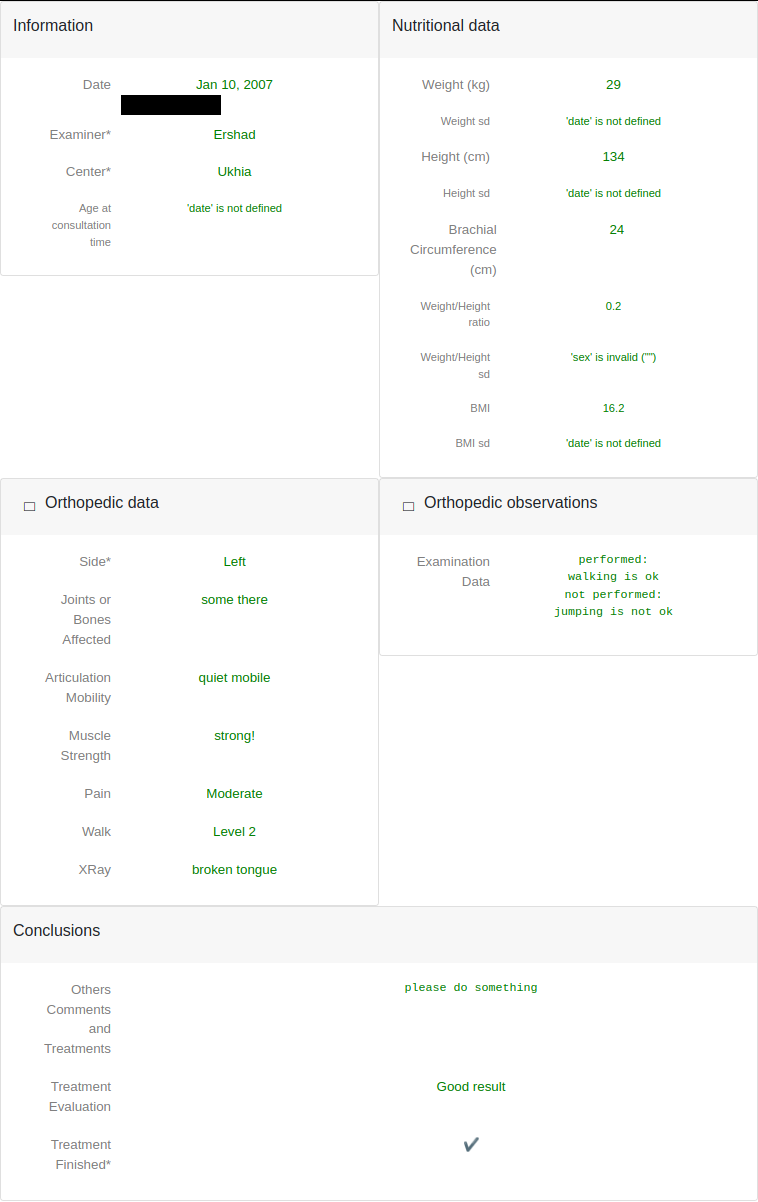 Information
Date Jan 10, 2007
Examiner* Ershad
Center* Ukhia
Age at 'date' is not defined
consultation
time
Nutritional data
Weight (kg) 29
Weight sd 'date' is not defined
Height (cm) 134
Height sd 'date' is not defined
Brachial 24
Circumference
(cm)
Weight/Height 0.2
ratio
Weight/Height 'sex' is invalid ("")
sd
BMI 16.2
BMI sd 'date' is not defined
Orthopedic data
Side* Left
Joints or some there
Bones
Affected
Articulation quiet mobile
Mobility
Muscle strong!
Strength
Pain Moderate
Walk Level 2
XRay broken tongue
Orthopedic observations
Examination performed:
Data walking is ok
not performed:
jumping is not ok
Conclusions
Others please do something
Comments
and
Treatments
Treatment Good result
Evaluation
Treatment ✔
Finished*